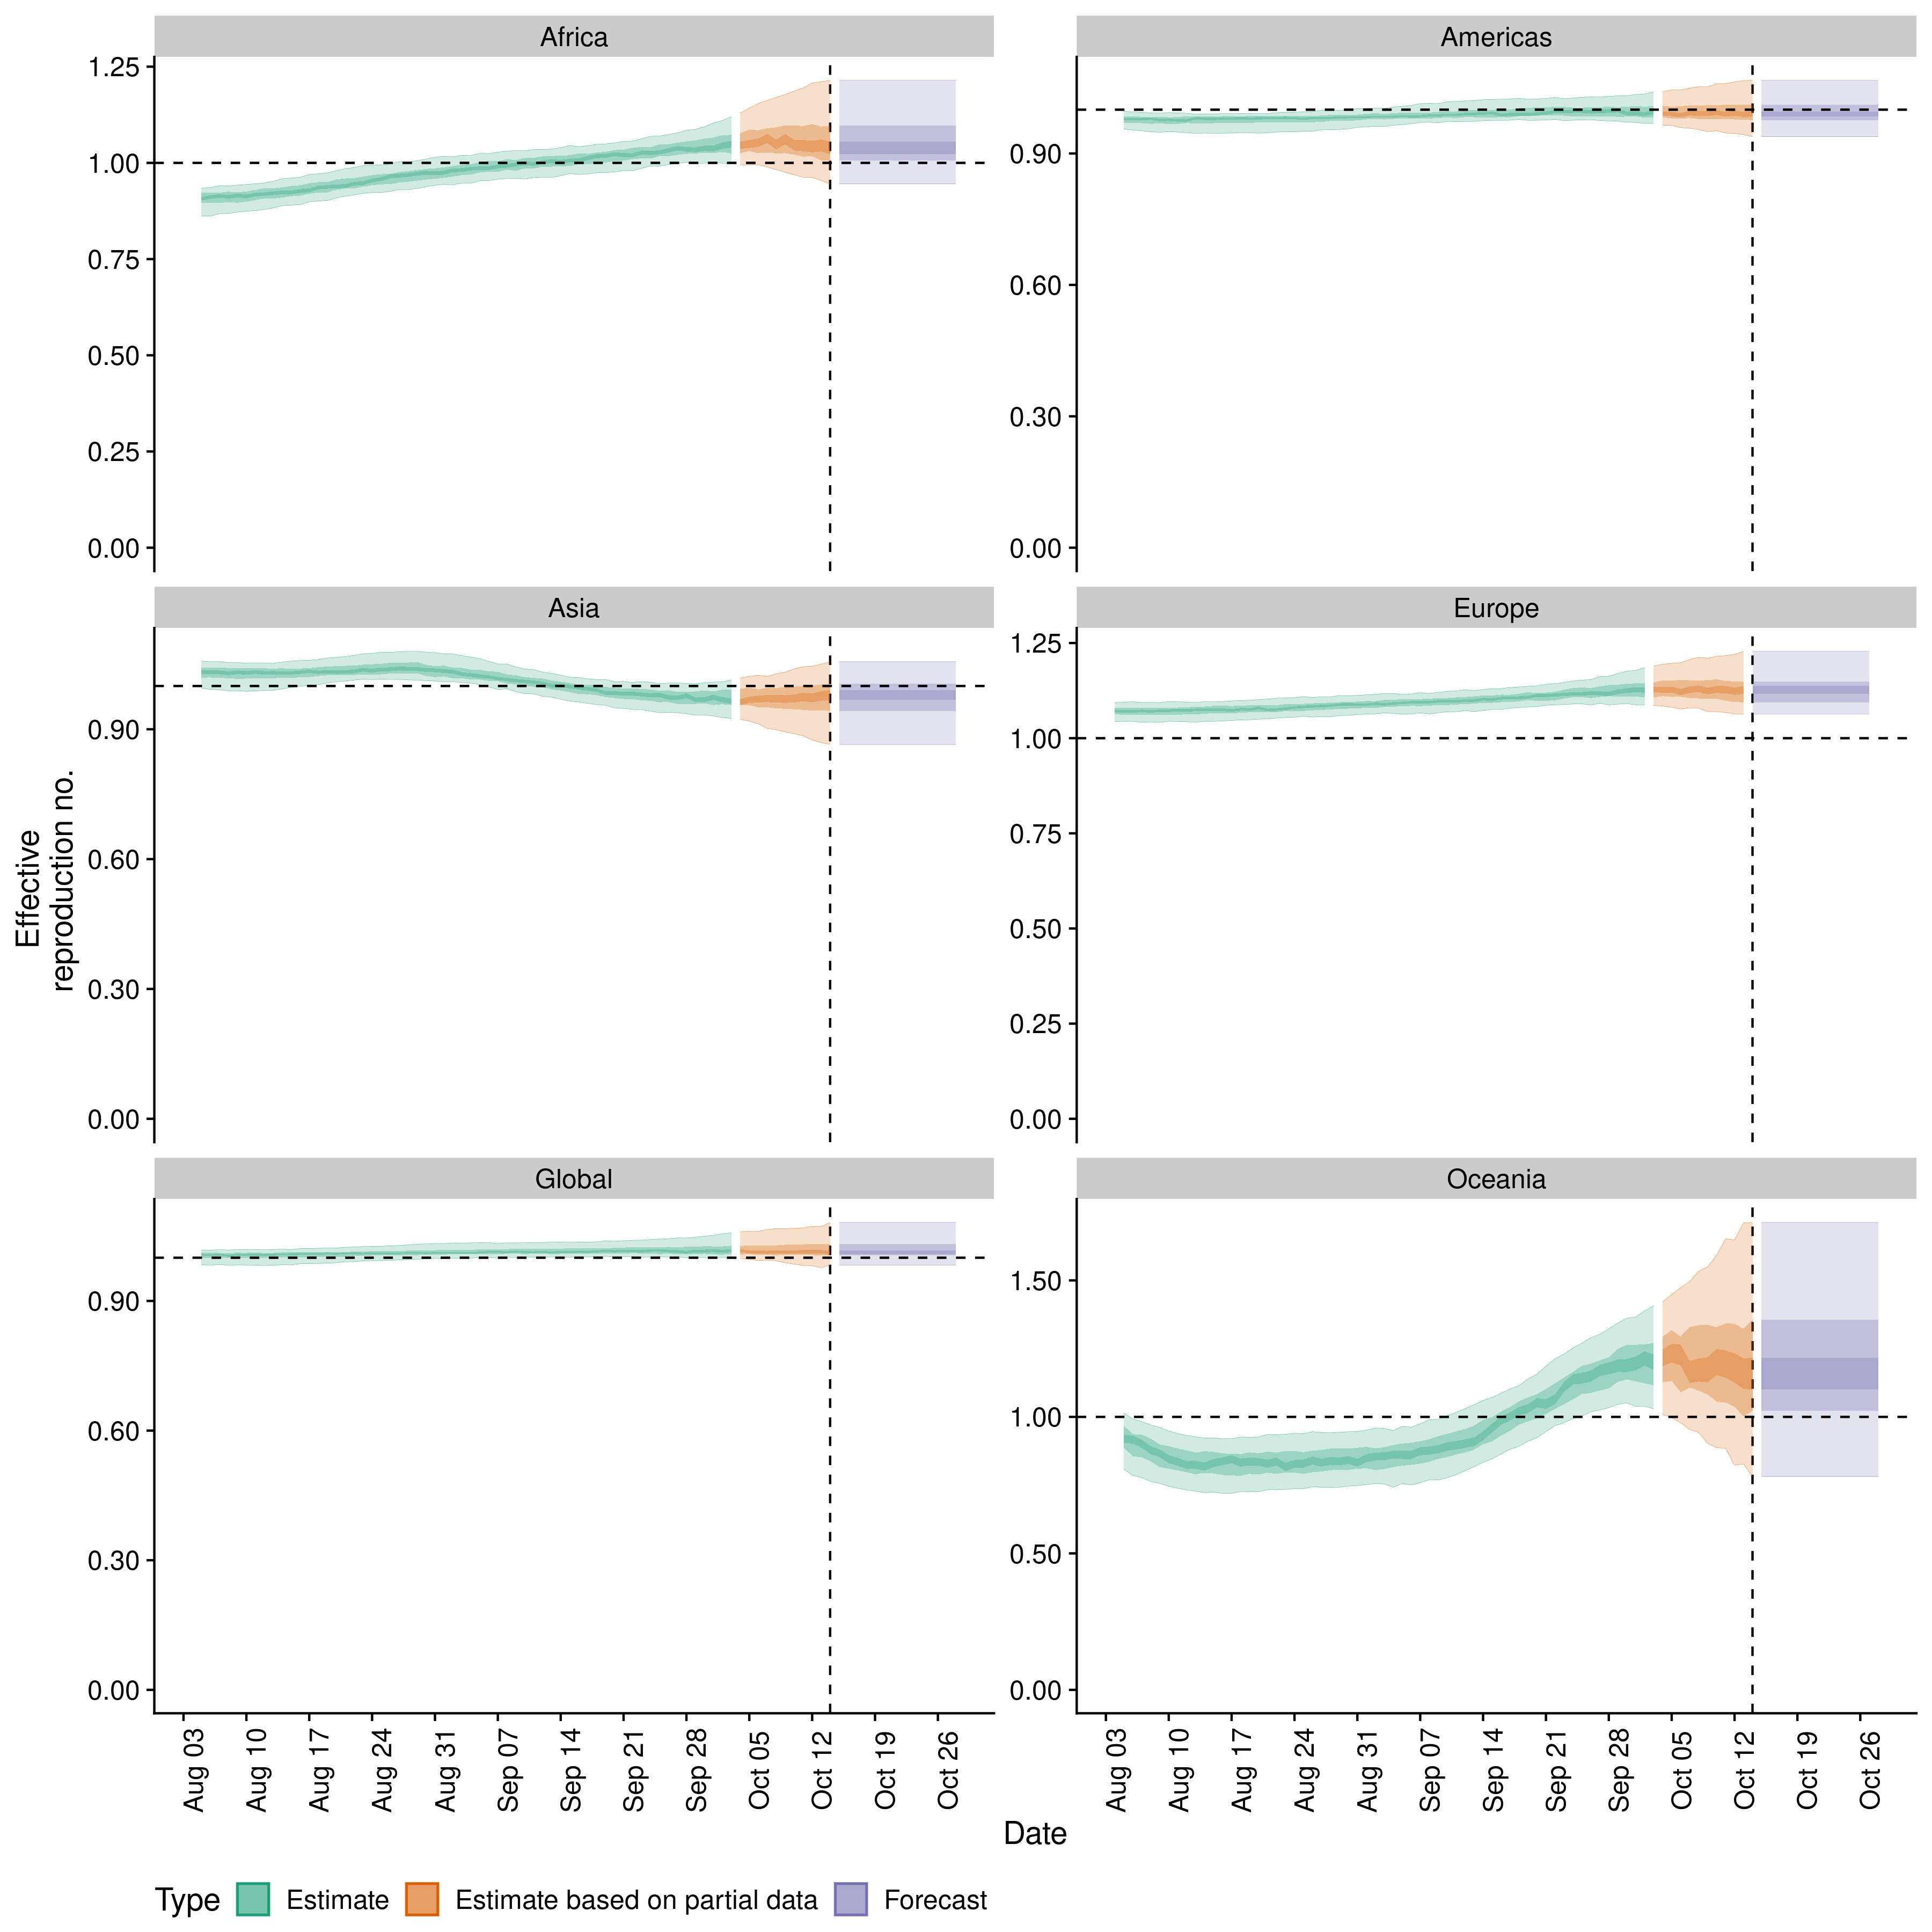 Africa
Americas
1.25
1.00
0.75
0.50
0.25
0.00
0.90
0.60
0.30
0.00
Asia
Europe
0.90
0.60
0.30
0.00
1.25
1.00
0.75
0.50
0.25
0.00
Effective
reproduction no.
Global
Oceania
0.90
0.60
0.30
0.00
1.50
1.00
0.50
0.00
Aug 03
Aug 10
Aug 17
Aug 24
Aug 31
Sep 07
Sep 14
Sep 21
Sep 28
Oct 05
Oct 12
Oct 19
Oct 26
Aug 03
Aug 10
Aug 17
Aug 24
Aug 31
Sep 07
Sep 14
Sep 21
Sep 28
Oct 05
Oct 12
Oct 19
Oct 26
Date
Type Estimate Estimate based on partial data Forecast